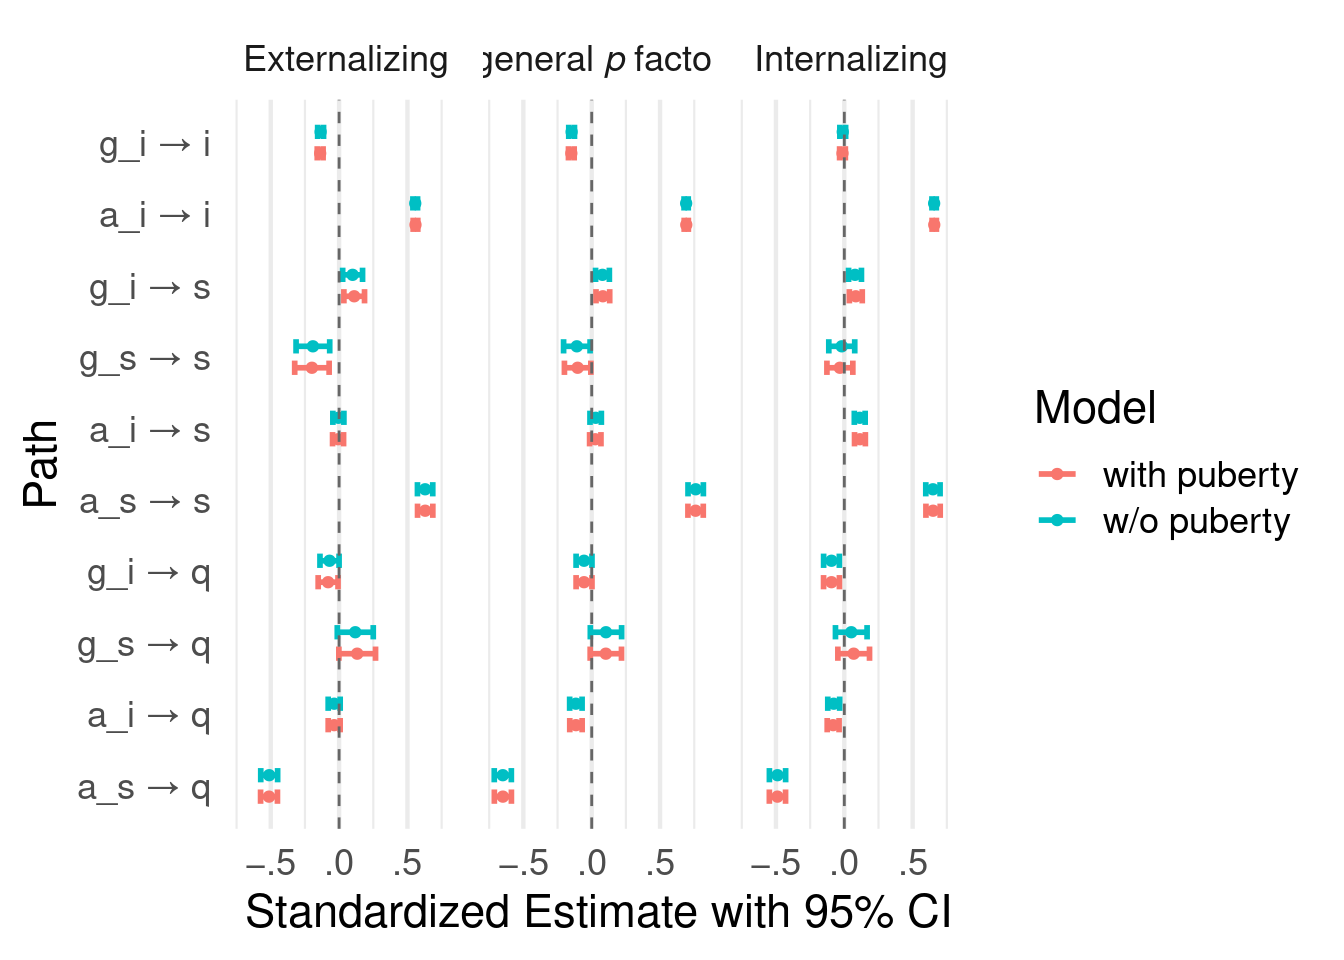 Externalizing
general p facto
Internalizing
g_i → i
a_i → i
g_i → s
g_s → s
a_i → s
a_s → s
g_i → q
g_s → q
a_i → q
a_s → q
Path
–.5 .0 .5
–.5 .0 .5
–.5 .0 .5
Standardized Estimate with 95% CI
Model
with puberty
w/o puberty